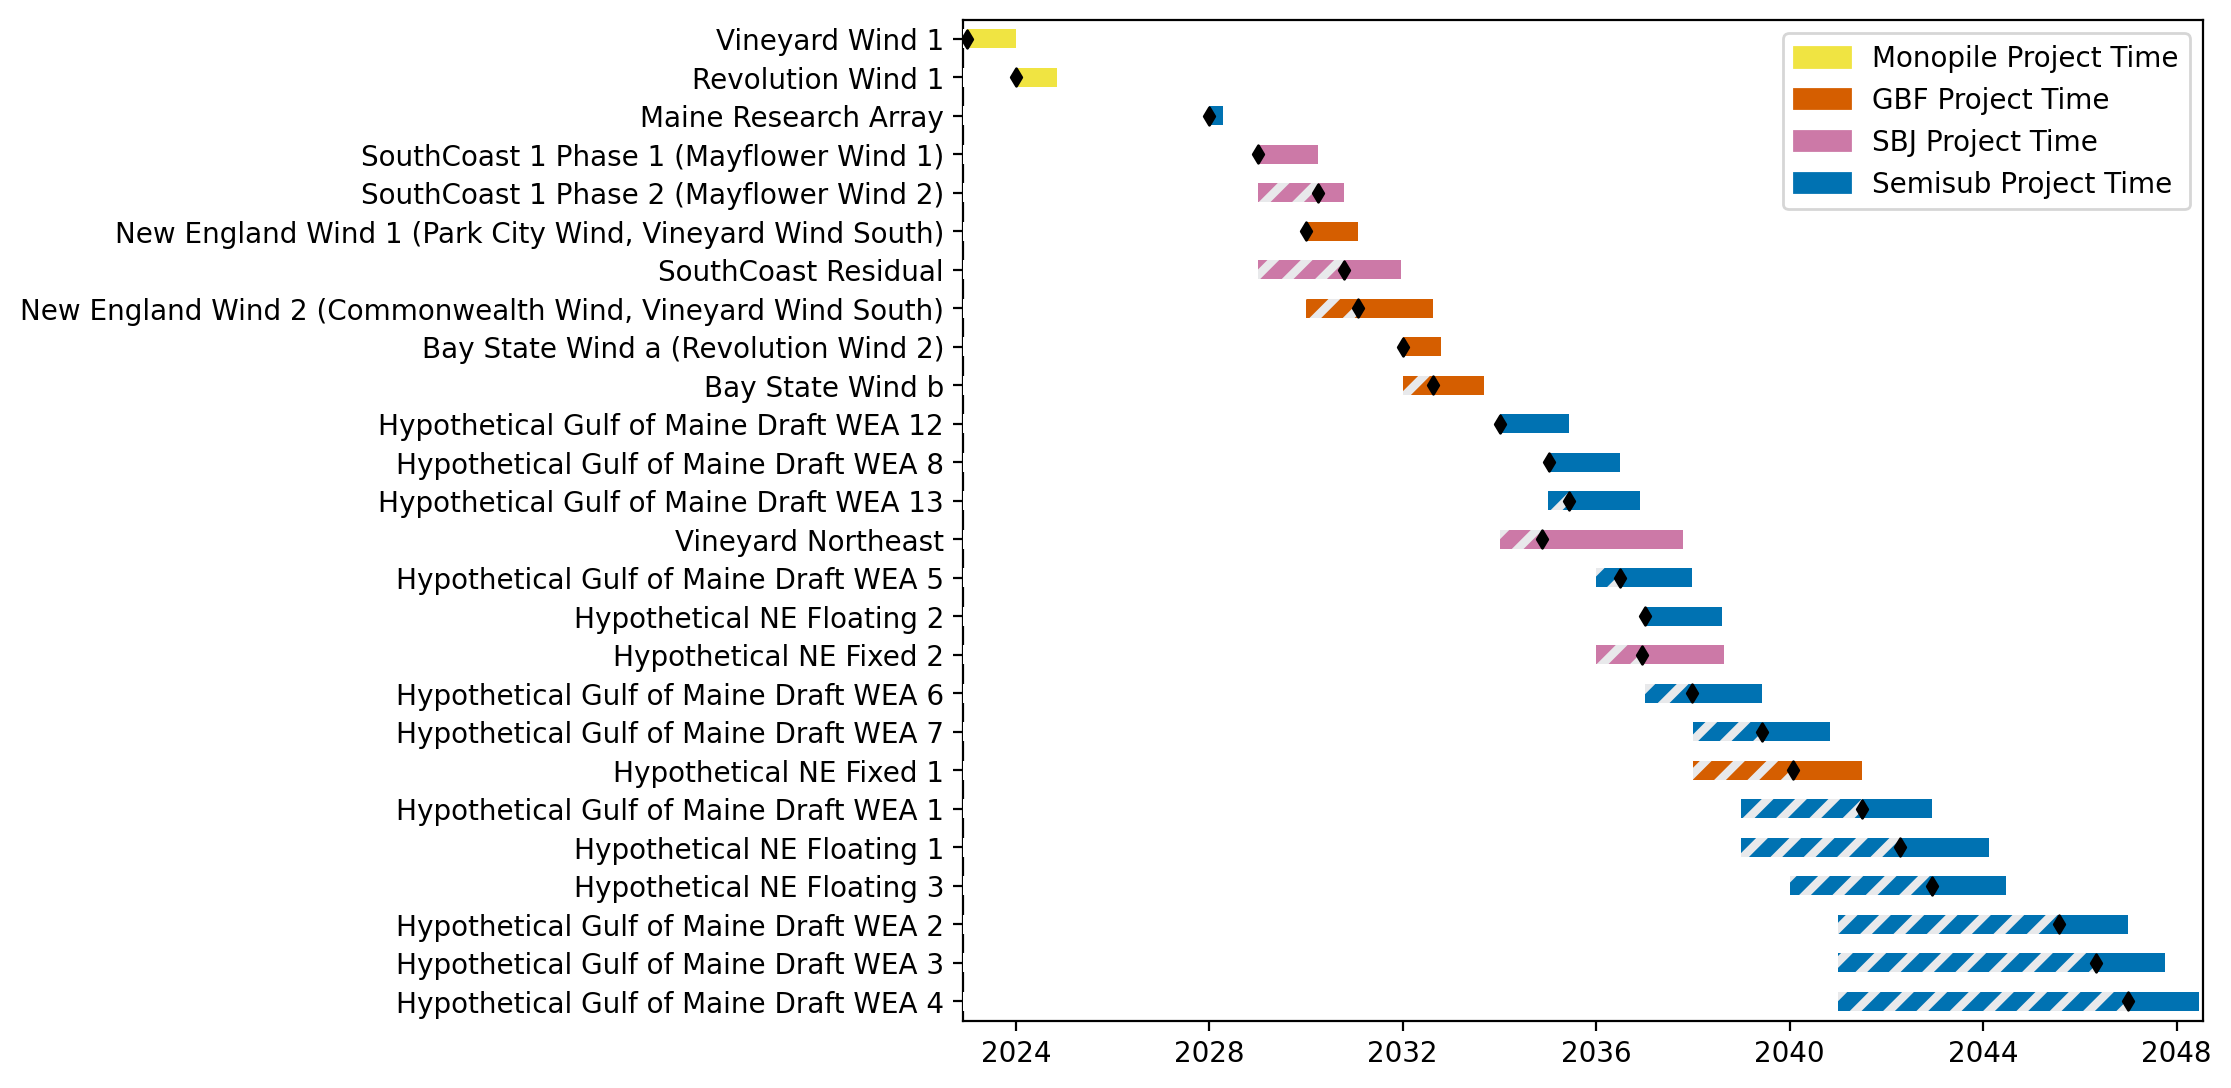 Vineyard Wind 1
Revolution Wind 1
Maine Research Array
SouthCoast 1 Phase 1 (Mayflower Wind 1)
SouthCoast 1 Phase 2 (Mayflower Wind 2)
New England Wind 1 (Park City Wind, Vineyard Wind South)
SouthCoast Residual
New England Wind 2 (Commonwealth Wind, Vineyard Wind South)
Bay State Wind a (Revolution Wind 2)
Bay State Wind b
Hypothetical Gulf of Maine Draft WEA 12
Hypothetical Gulf of Maine Draft WEA 8
Hypothetical Gulf of Maine Draft WEA 13
Vineyard Northeast
Hypothetical Gulf of Maine Draft WEA 5
Hypothetical NE Floating 2
Hypothetical NE Fixed 2
Hypothetical Gulf of Maine Draft WEA 6
Hypothetical Gulf of Maine Draft WEA 7
Hypothetical NE Fixed 1
Hypothetical Gulf of Maine Draft WEA 1
Hypothetical NE Floating 1
Hypothetical NE Floating 3
Hypothetical Gulf of Maine Draft WEA 2
Hypothetical Gulf of Maine Draft WEA 3
Hypothetical Gulf of Maine Draft WEA 4
Monopile Project Time
GBF Project Time
SBJ Project Time
Semisub Project Time
2024 2028 2032 2036 2040 2044 2048